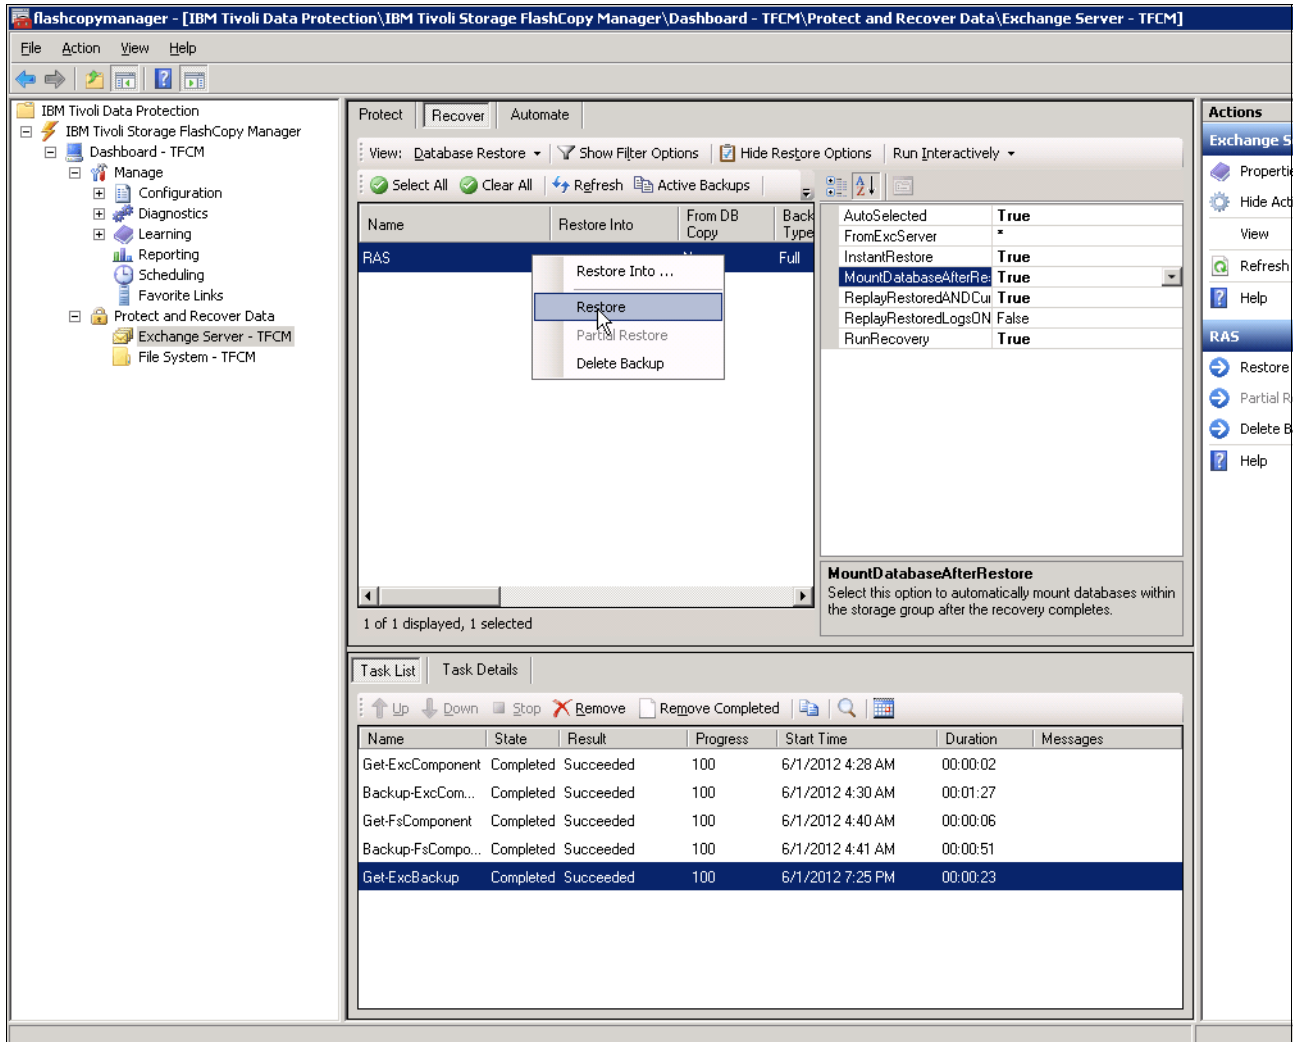 flashcopymanager - [IBM Tivoli Data Protection\IBM Tivoli Storage FlashCopy Manager\Dashboard - TFCM\Protect and Recover Data\Exchange Server - TFCM]
File Action View Help
IBM Tivoli Data Protection
IBM Tivoli Storage FlashCopy Manager
Dashboard - TFCM
Manage
Configuration
Diagnostics
Learning
Reporting
Scheduling
Favorite Links
Protect and Recover Data
Exchange Server - TFCM
File System - TFCM
Protect Recover Automate
View: Database Restore Show Filter Options Hide Restore Options Run Interactively
Select All Clear All Refresh Active Backups
Name Restore Into From DB Copy Back Type
RAS Full
Restore Into ...
Restore
Partial Restore
Delete Backup
1 of 1 displayed, 1 selected
AutoSelected True
FromExcServer *
InstantRestore True
MountDatabaseAfterRe True
ReplayRestoredANDCur True
ReplayRestoredLogsON False
RunRecovery True
MountDatabaseAfterRestore
Select this option to automatically mount databases within
the storage group after the recovery completes.
Task List Task Details
Up Down Stop Remove Remove Completed
Name State Result Progress Start Time Duration Messages
Get-ExcComponent Completed Succeeded 100 6/1/2012 4:28 AM 00:00:02
Backup-ExcCom... Completed Succeeded 100 6/1/2012 4:30 AM 00:01:27
Get-FsComponent Completed Succeeded 100 6/1/2012 4:40 AM 00:00:06
Backup-FsCompo... Completed Succeeded 100 6/1/2012 4:41 AM 00:00:51
Get-ExcBackup Completed Succeeded 100 6/1/2012 7:25 PM 00:00:23
Actions
Exchange S
Properti
Hide Act
View
Refresh
Help
RAS
Restore
Partial R
Delete B
Help